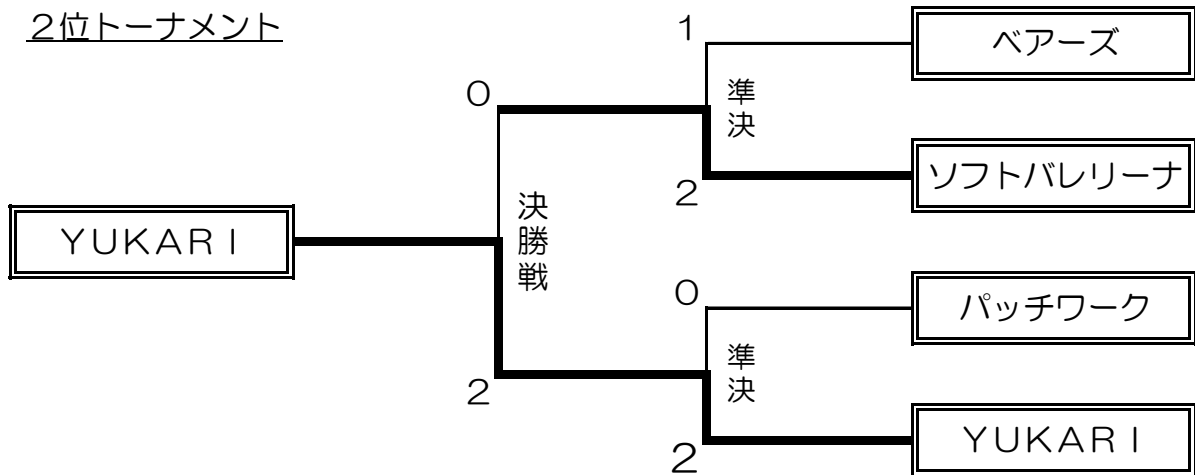 ２位トーナメント
１
ベアーズ
準決
０
２
ソフトバレリーナ
決勝戦
ＹＵＫＡＲＩ
０
パッチワーク
準決
２
２
ＹＵＫＡＲＩ